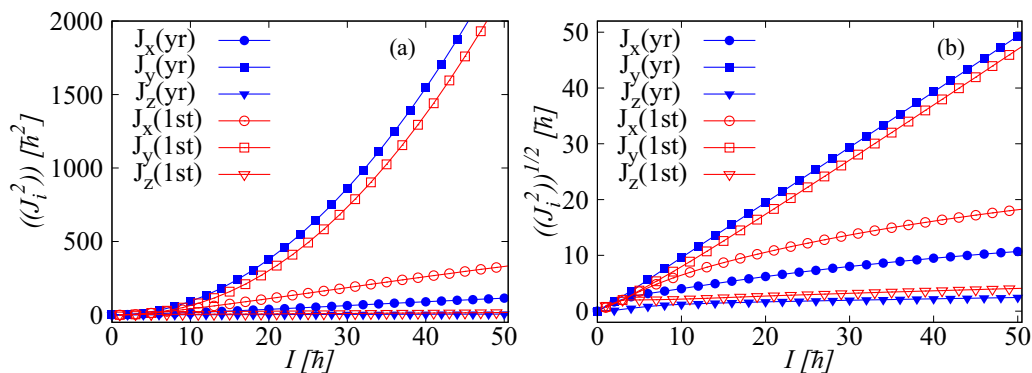 2000
1500
1000
500
0
((J_i^2)) [ħ^2]
J_x(yr)
J_y(yr)
J_z(yr)
J_x(1st)
J_y(1st)
J_z(1st)
(a)
0 10 20 30 40 50
I [ħ]
50
40
30
20
10
0
((J_i^2))^{1/2} [ħ]
J_x(yr)
J_y(yr)
J_z(yr)
J_x(1st)
J_y(1st)
J_z(1st)
(b)
0 10 20 30 40 50
I [ħ]